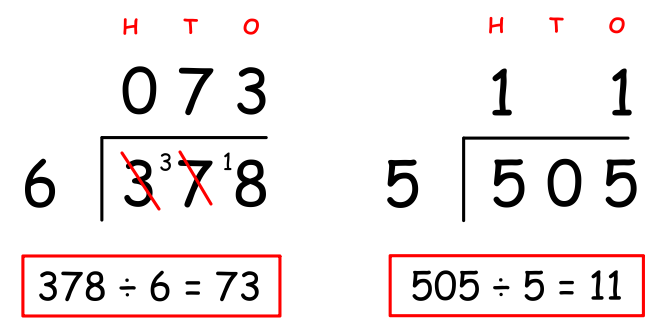 H T O
0 7 3
6 3 3 7 1 8
378 ÷ 6 = 73
H T O
1 1
5 5 0 5
505 ÷ 5 = 11